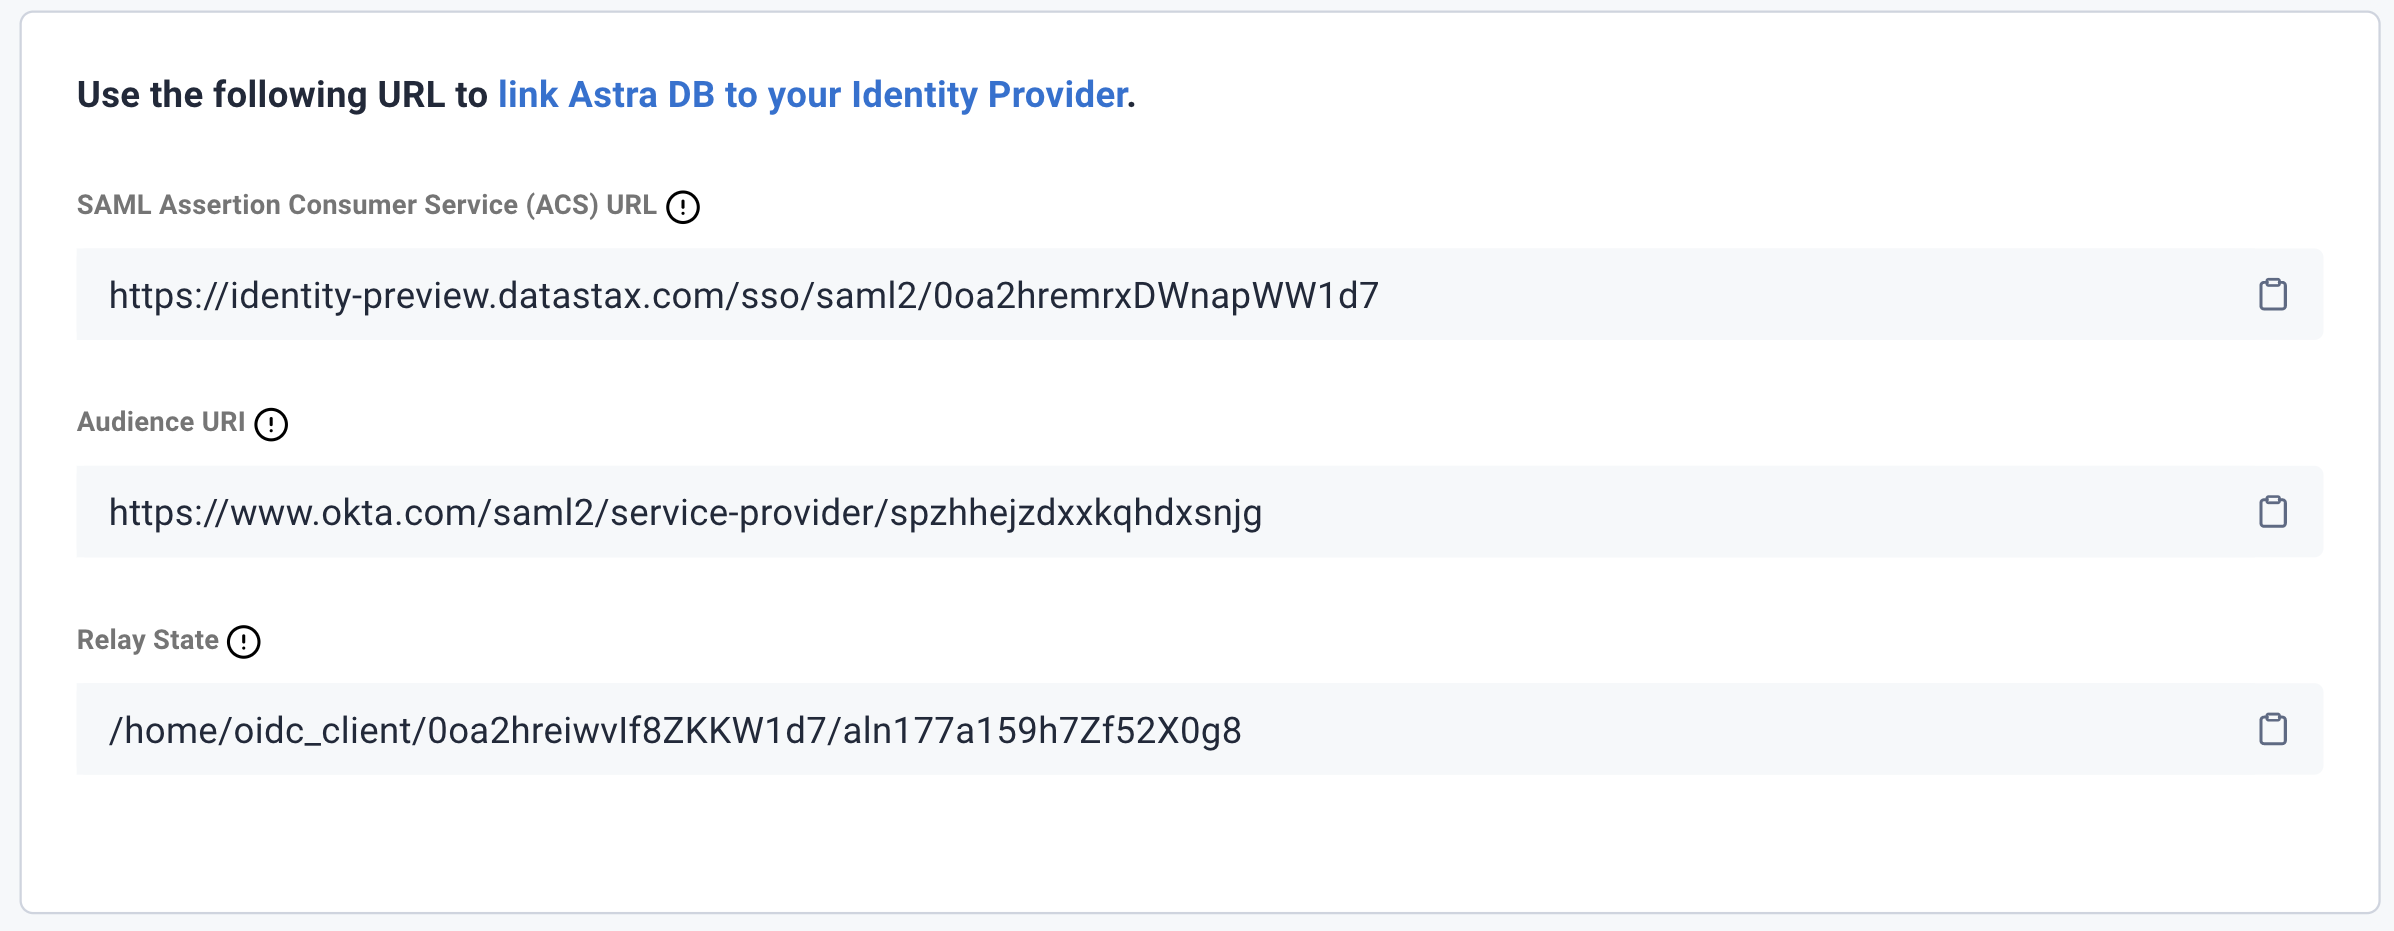 Use the following URL to link Astra DB to your Identity Provider.
SAML Assertion Consumer Service (ACS) URL
https://identity-preview.datastax.com/sso/saml2/0oa2hremrxDWnapWW1d7
Audience URI
https://www.okta.com/saml2/service-provider/spzhhejzdxxkqhdxsnjg
Relay State
/home/oidc_client/0oa2hreiwvIf8ZKKW1d7/aln177a159h7Zf52X0g8